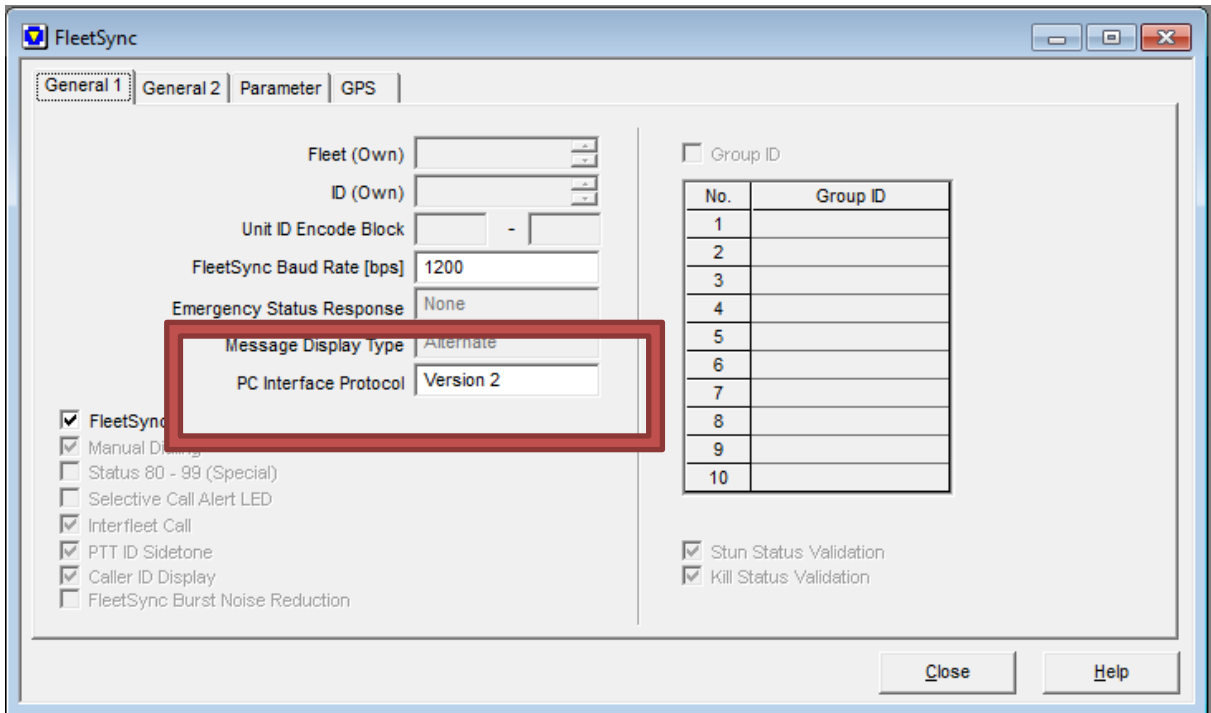 FleetSync
General 1 General 2 Parameter GPS
Fleet (Own)
ID (Own)
Unit ID Encode Block -
FleetSync Baud Rate [bps] 1200
Emergency Status Response None
Message Display Type Alternate
PC Interface Protocol Version 2
FleetSync
Manual Dialing
Status 80 - 99 (Special)
Selective Call Alert LED
Interfleet Call
PTT ID Sidetone
Caller ID Display
FleetSync Burst Noise Reduction
Group ID
No. Group ID
1
2
3
4
5
6
7
8
9
10
Stun Status Validation
Kill Status Validation
Close Help